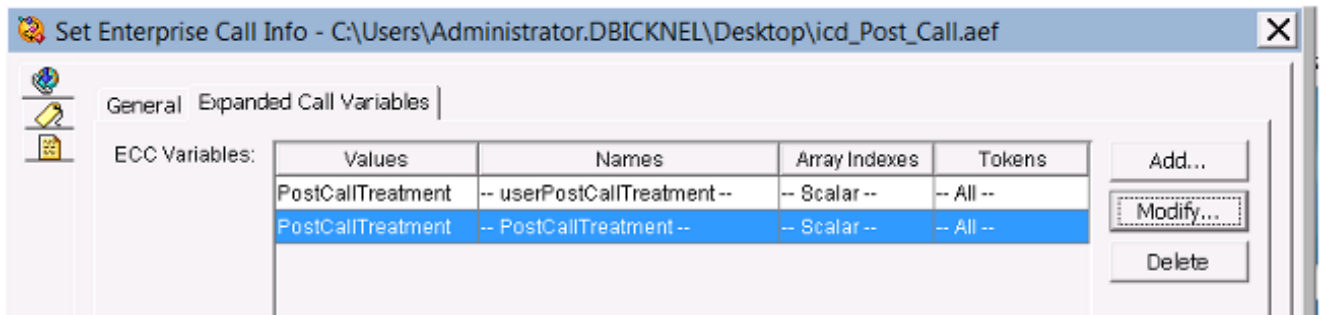 Set Enterprise Call Info - C:\Users\Administrator.DBICKNEL\Desktop\icd_Post_Call.aef
General Expanded Call Variables
ECC Variables: Values Names Array Indexes Tokens Add...
PostCallTreatment -- userPostCallTreatment -- -- Scalar -- -- All --
Modify...
PostCallTreatment -- PostCallTreatment -- -- Scalar -- -- All --
Delete